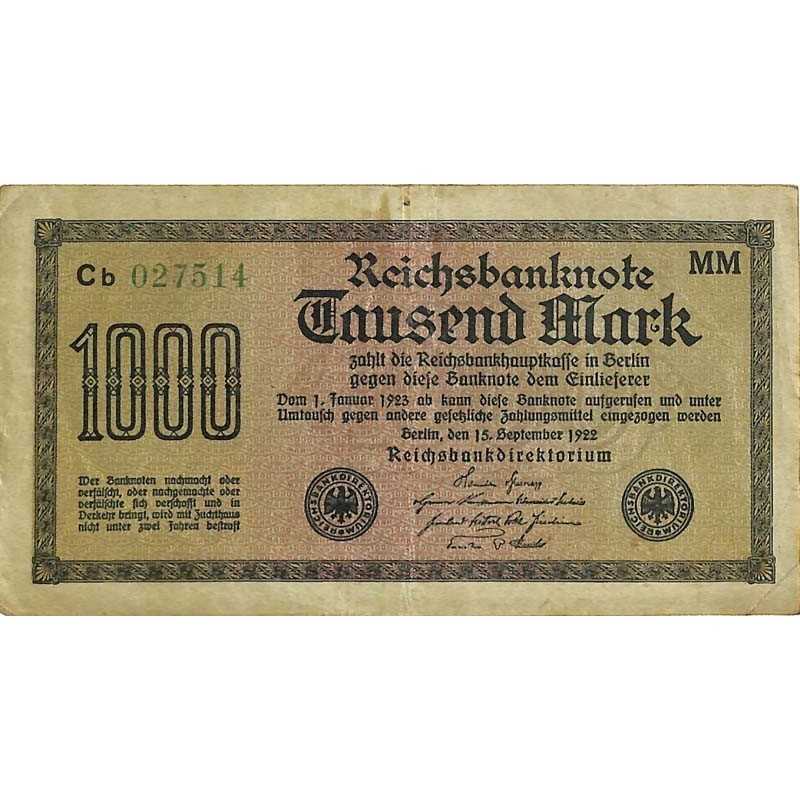 Cb 027514
MM
Reichsbanknote
Tausend Mark
1000
zahlt die Reichsbankhauptkasse in Berlin
gegen diese Banknote dem Einlieferer
Vom 1. Januar 1923 ab kann diese Banknote aufgerufen und unter
Umtausch gegen andere gesetzliche Zahlungsmittel eingezogen werden
Berlin, den 15. September 1922
Reichsbankdirektorium
Wer Banknoten nachmacht oder
verfälscht, oder nachgemachte oder
verfälschte sich verschafft und in
Verkehr bringt, wird mit Zuchthaus
nicht unter zwei Jahren bestraft
REICHSBANKDIREKTORIUM
REICHSBANKDIREKTORIUM